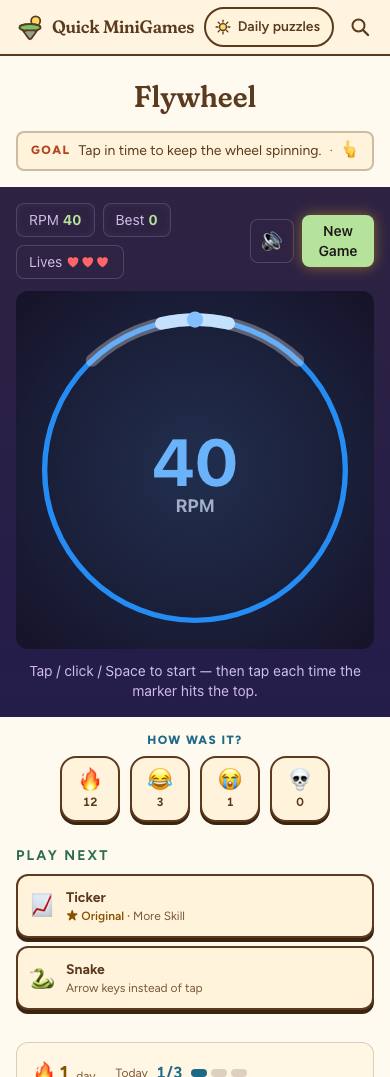 Quick MiniGames
Daily puzzles
Flywheel
GOAL Tap in time to keep the wheel spinning. ·
RPM 40
Best 0
Lives
New
Game
40
RPM
Tap / click / Space to start — then tap each time the
marker hits the top.
HOW WAS IT?
12
3
1
0
PLAY NEXT
Ticker
Original · More Skill
Snake
Arrow keys instead of tap
1 day
Today 1/3